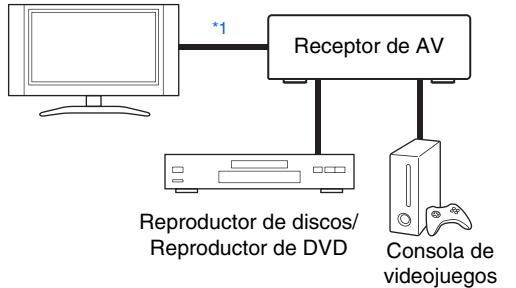 *1
Receptor de AV
Reproductor de discos/
Reproductor de DVD
Consola de
videojuegos